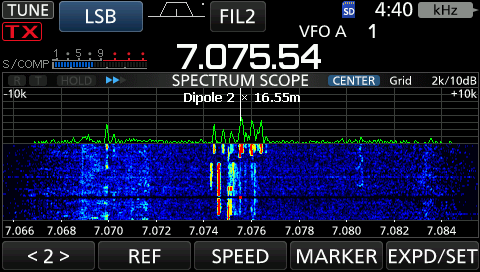 TUNE LSB FIL2 SD 4:40 kHz
TX VFO A 1
1 5 9
S/COMP 7.075.54
R T HOLD SPECTRUM SCOPE CENTER Grid 2k/10dB
-10k Dipole 2 × 16.55m +10k
7.066 7.068 7.070 7.072 7.074 7.076 7.078 7.080 7.082 7.084
< 2 > REF SPEED MARKER EXPD/SET